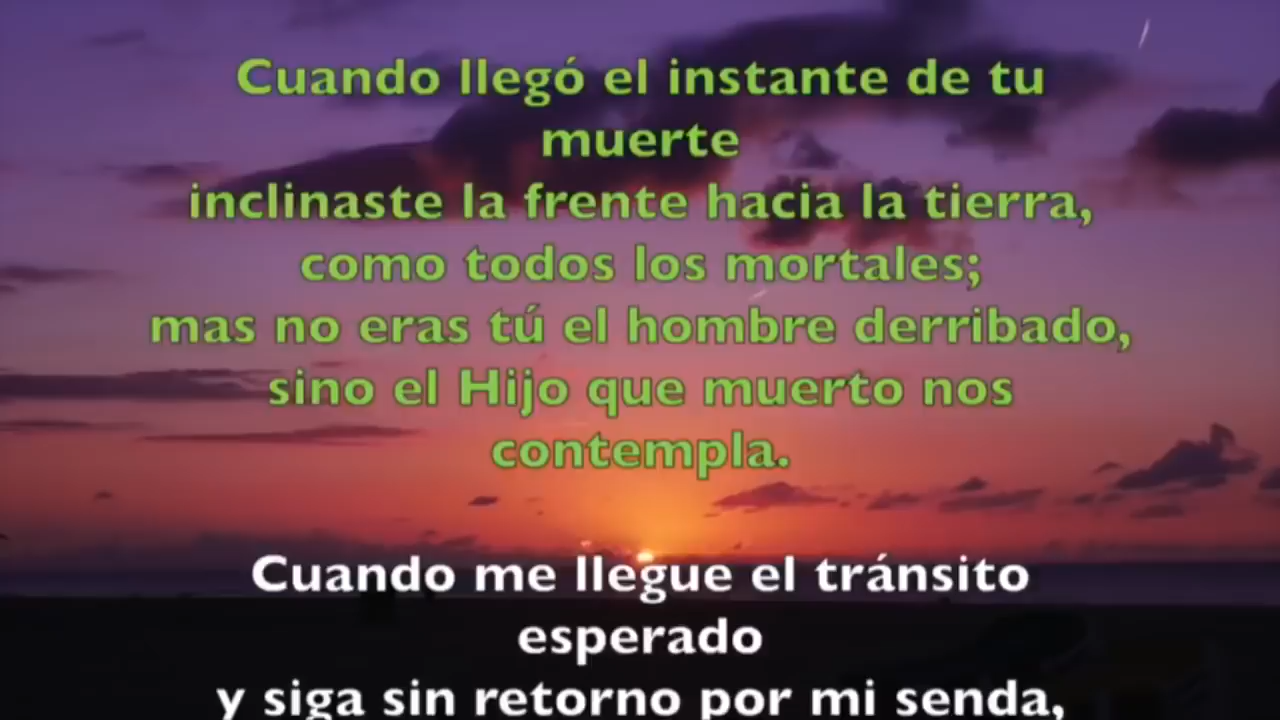 Cuando llegó el instante de tu
muerte
inclinaste la frente hacia la tierra,
como todos los mortales;
mas no eras tú el hombre derribado,
sino el Hijo que muerto nos
contempla.
Cuando me llegue el tránsito
esperado
y siga sin retorno por mi senda,